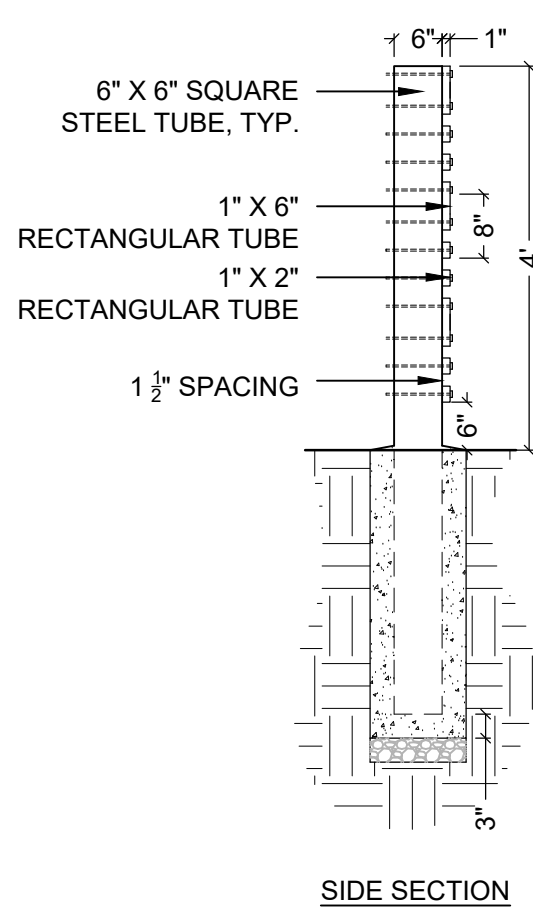 6" 1"
6" X 6" SQUARE
STEEL TUBE, TYP.
1" X 6"
RECTANGULAR TUBE
8"
4'
1" X 2"
RECTANGULAR TUBE
1 1/2" SPACING
6"
3"
SIDE SECTION